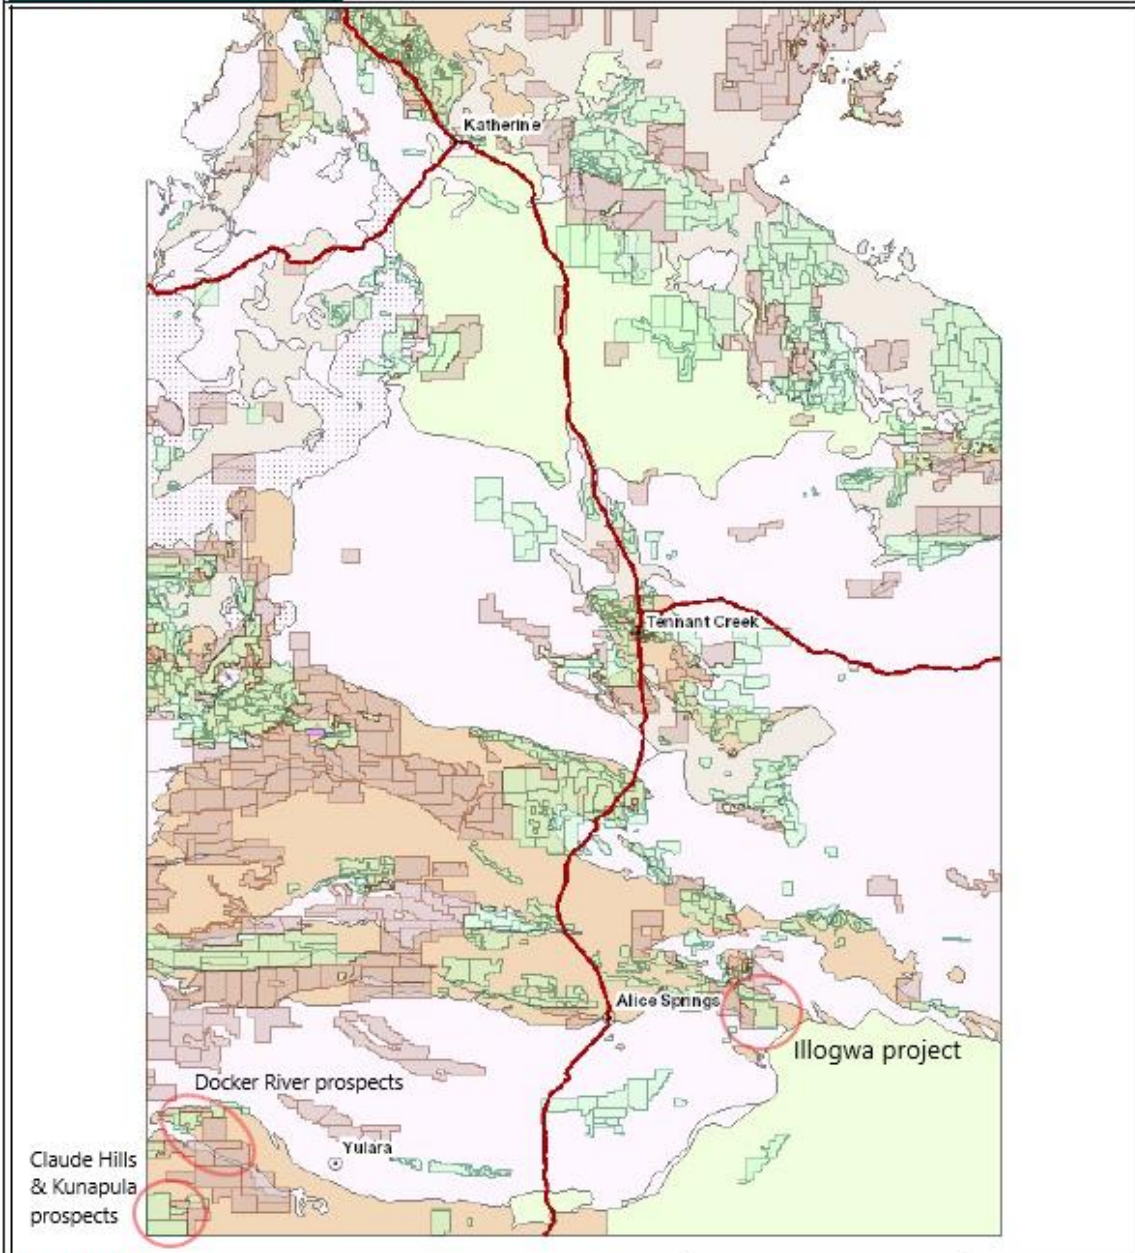 Katherine
Tennant Creek
Alice Springs
Illogwa project
Docker River prospects
Yulara
Claude Hills
& Kunapula
prospects